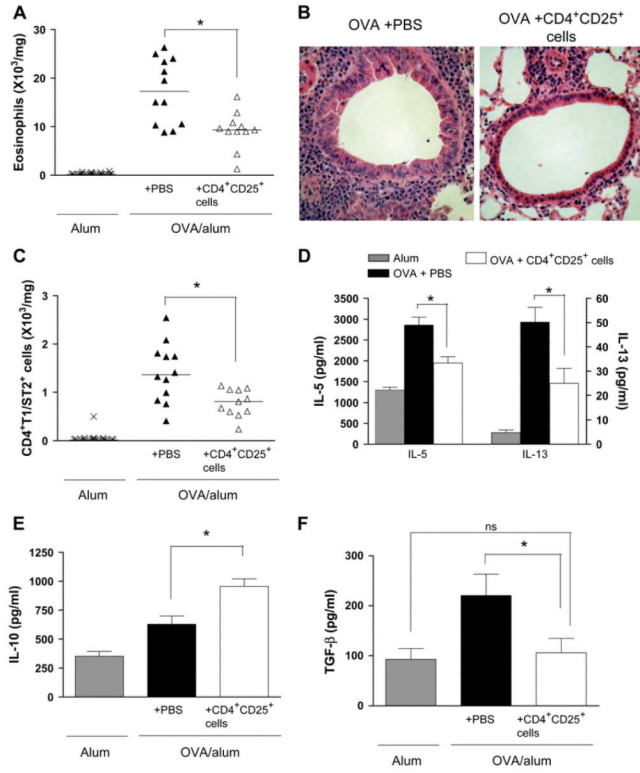 A
*
Eosinophils (X10³/mg)
30
20
10
0
+PBS
+CD4⁺CD25⁺
cells
Alum
OVA/alum
B
OVA +PBS
OVA +CD4⁺CD25⁺
cells
C
*
CD4⁺T1/ST2⁺ cells (X10³/mg)
3
2
1
0
+PBS
+CD4⁺CD25⁺
cells
Alum
OVA/alum
D
Alum
OVA + PBS
OVA + CD4⁺CD25⁺ cells
IL-5 (pg/ml)
3500
3000
2500
2000
1500
1000
500
0
*
*
60
50
40
30
20
10
0
IL-13 (pg/ml)
IL-5
IL-13
E
*
IL-10 (pg/ml)
1250
1000
750
500
250
0
+PBS
+CD4⁺CD25⁺
cells
Alum
OVA/alum
F
ns
*
TGF-β (pg/ml)
300
200
100
0
+PBS
+CD4⁺CD25⁺
cells
Alum
OVA/alum